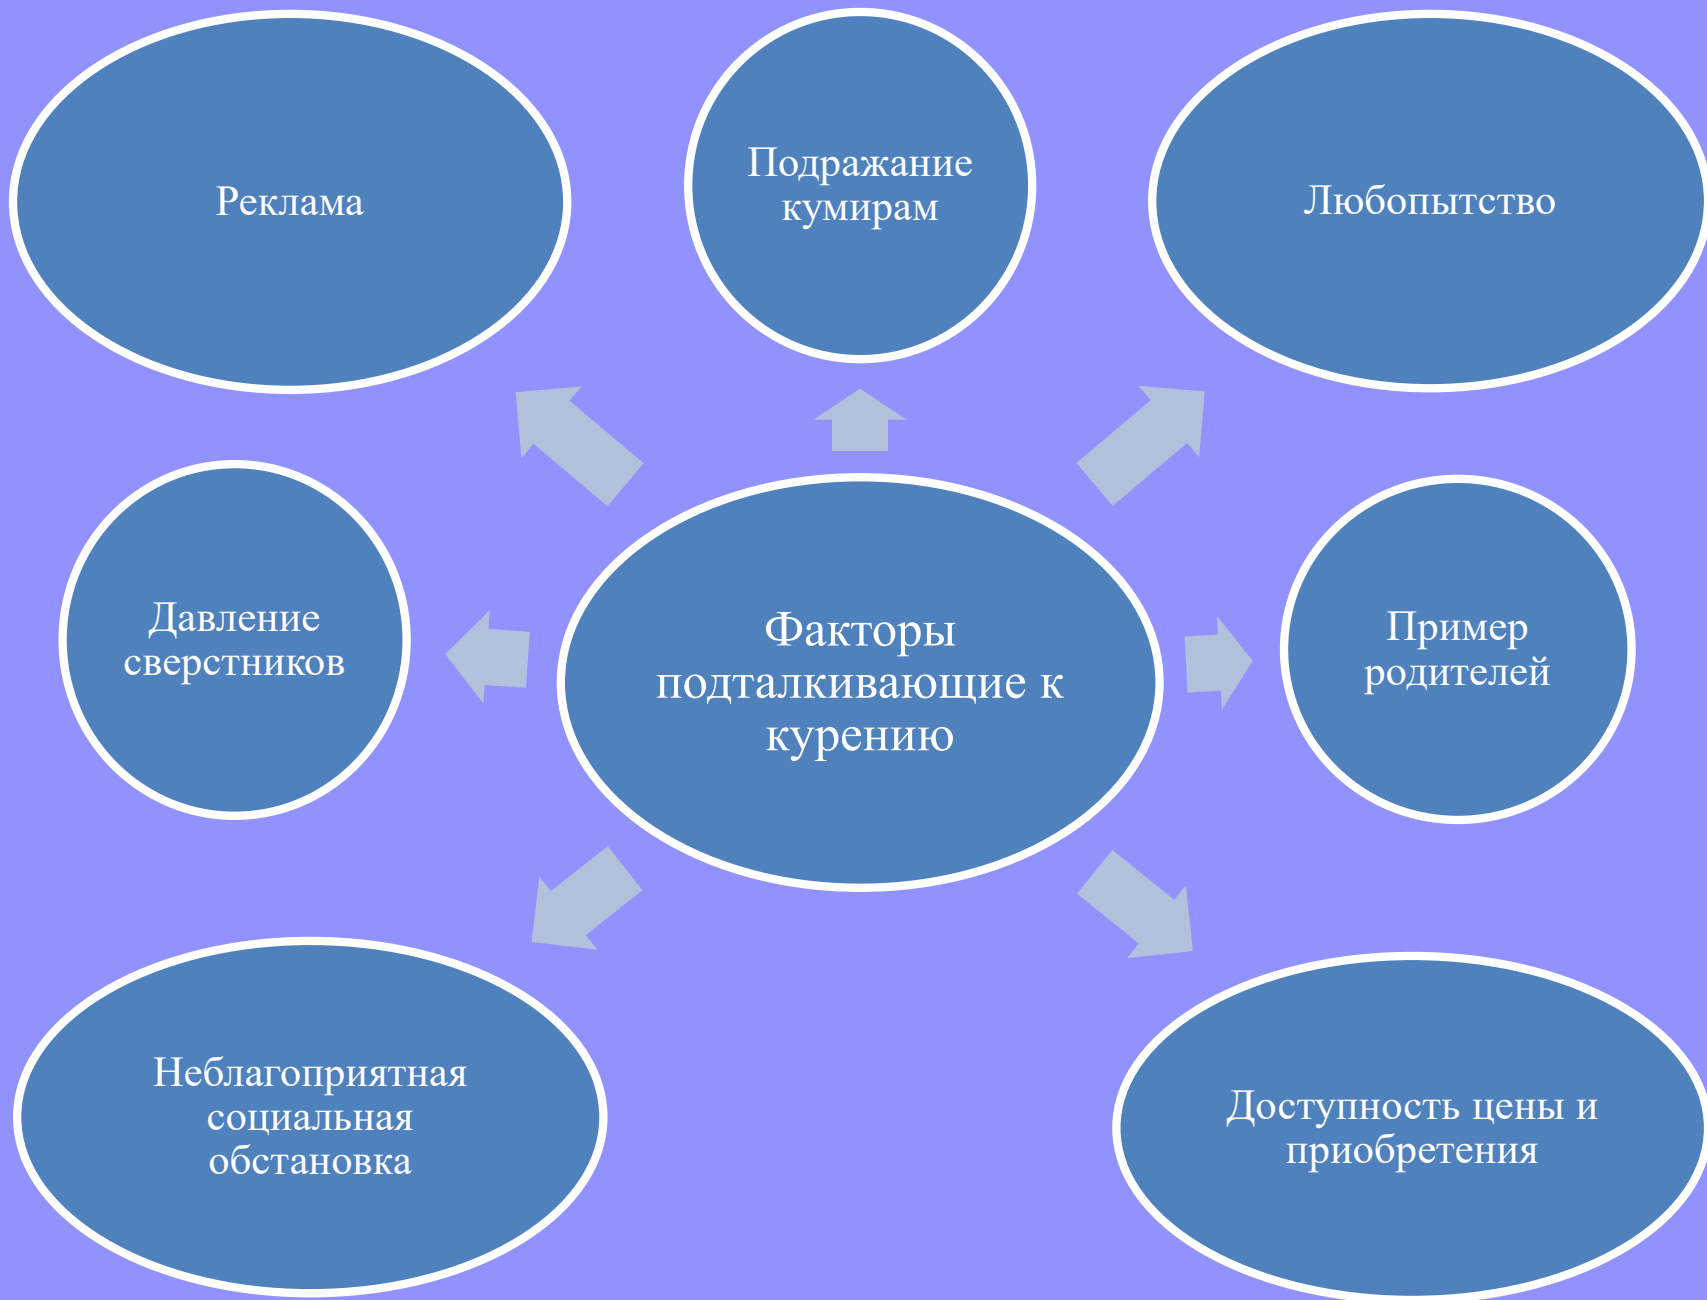 Реклама
Подражание
кумирам
Любопытство
Давление
сверстников
Факторы
подталкивающие к
курению
Пример
родителей
Неблагоприятная
социальная
обстановка
Доступность цены и
приобретения